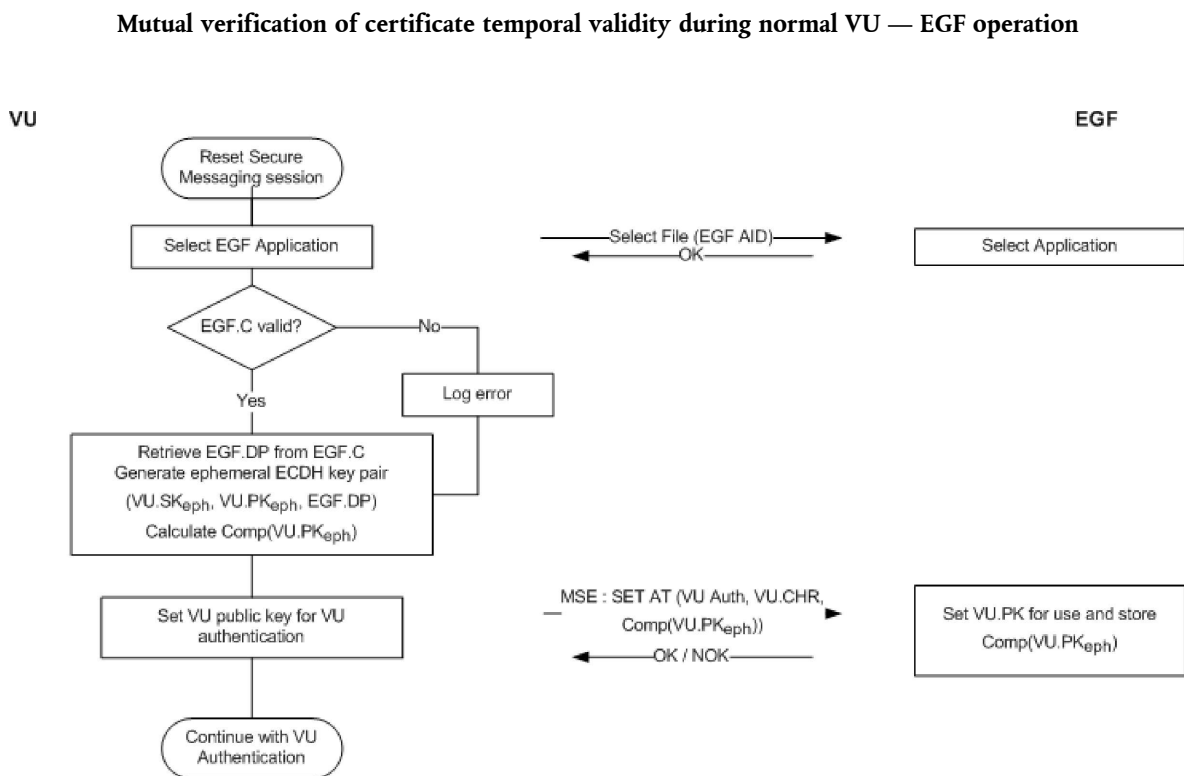 Mutual verification of certificate temporal validity during normal VU — EGF operation
VU
EGF
Reset Secure
Messaging session
Select EGF Application
Select File (EGF AID)
OK
Select Application
EGF.C valid?
No
Log error
Yes
Retrieve EGF.DP from EGF.C
Generate ephemeral ECDH key pair
(VU.SKeph, VU.PKeph, EGF.DP)
Calculate Comp(VU.PKeph)
Set VU public key for VU
authentication
MSE : SET AT (VU Auth, VU.CHR,
Comp(VU.PKeph))
OK / NOK
Set VU.PK for use and store
Comp(VU.PKeph)
Continue with VU
Authentication